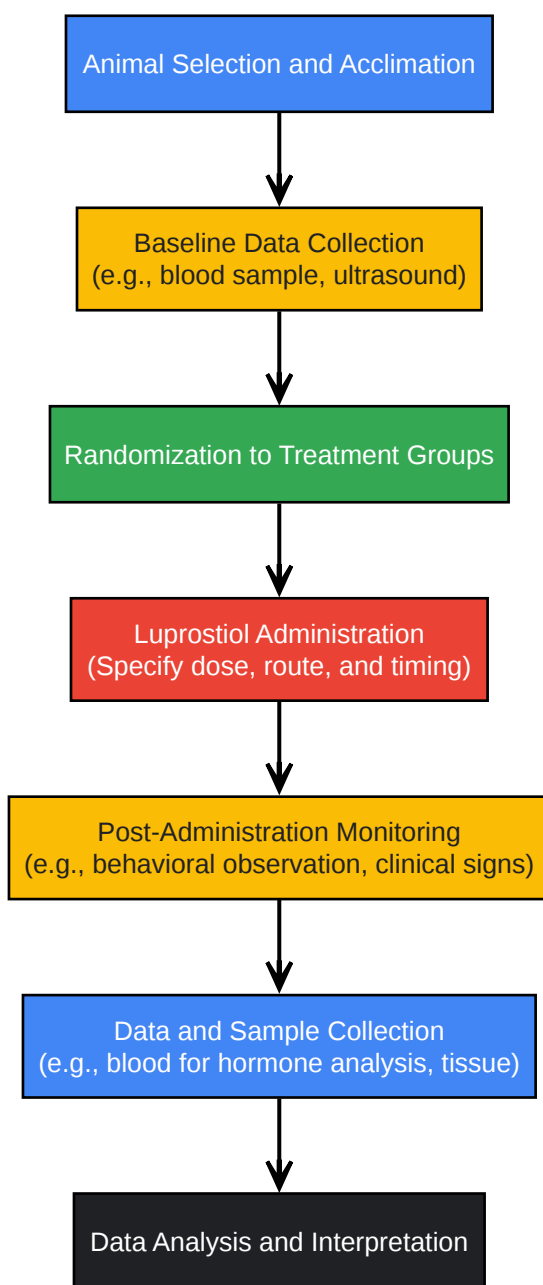 Animal Selection and Acclimation
Baseline Data Collection
(e.g., blood sample, ultrasound)
Randomization to Treatment Groups
Luprostiol Administration
(Specify dose, route, and timing)
Post-Administration Monitoring
(e.g., behavioral observation, clinical signs)
Data and Sample Collection
(e.g., blood for hormone analysis, tissue)
Data Analysis and Interpretation